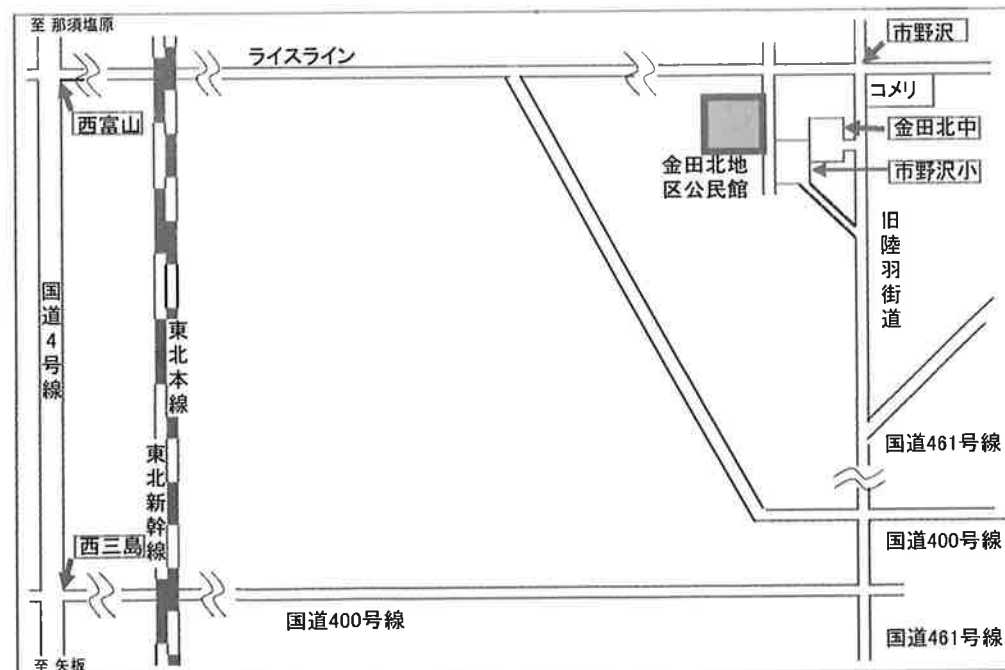 至 那須塩原
ライスライン
市野沢
西富山
コメリ
金田北中
金田北地
区公民館
市野沢小
旧陸羽街道
国道4号線
東北本線
東北新幹線
国道461号線
西三島
国道400号線
国道400号線
国道461号線
至 矢板